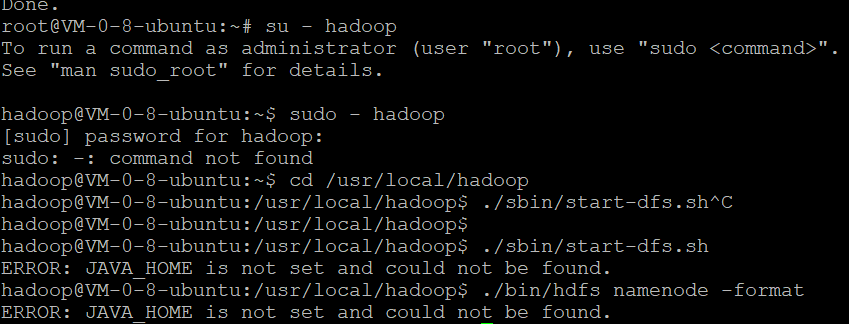 Done.
root@VM-0-8-ubuntu:~# su - hadoop
To run a command as administrator (user "root"), use "sudo <command>".
See "man sudo_root" for details.
hadoop@VM-0-8-ubuntu:~$ sudo - hadoop
[sudo] password for hadoop:
sudo: -: command not found
hadoop@VM-0-8-ubuntu:~$ cd /usr/local/hadoop
hadoop@VM-0-8-ubuntu:/usr/local/hadoop$ ./sbin/start-dfs.sh^C
hadoop@VM-0-8-ubuntu:/usr/local/hadoop$
hadoop@VM-0-8-ubuntu:/usr/local/hadoop$ ./sbin/start-dfs.sh
ERROR: JAVA_HOME is not set and could not be found.
hadoop@VM-0-8-ubuntu:/usr/local/hadoop$ ./bin/hdfs namenode -format
ERROR: JAVA_HOME is not set and could not be found.